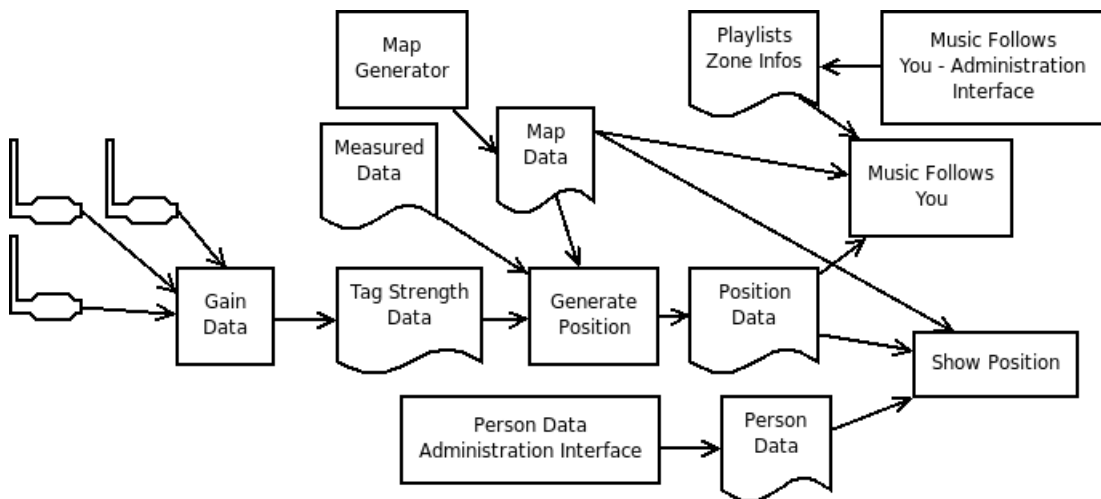 Map
Generator
Playlists
Zone Infos
Music Follows
You - Administration
Interface
Measured
Data
Map
Data
Music Follows
You
Gain
Data
Tag Strength
Data
Generate
Position
Position
Data
Show Position
Person Data
Administration Interface
Person
Data